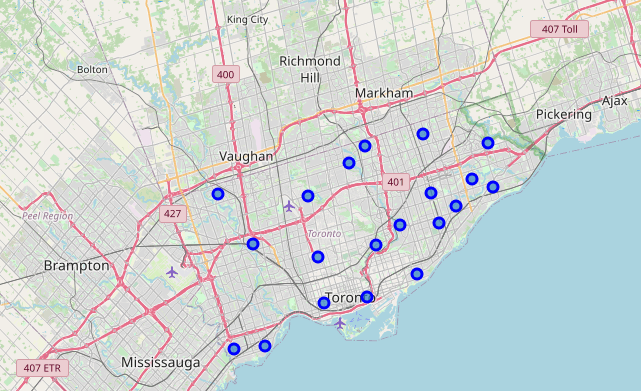 King City
407 Toll
Richmond
Hill
Bolton
400
Markham
Ajax
Pickering
Vaughan
401
427
Peel Region
Toronto
Brampton
Toronto
407 ETR
Mississauga